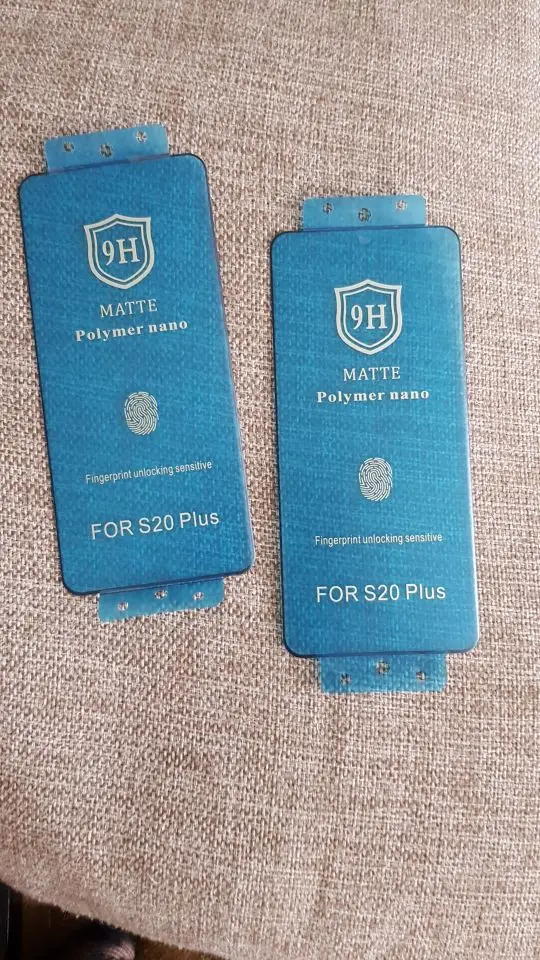 9H
MATTE
Polymer nano
Fingerprint unlocking sensitive
FOR S20 Plus
9H
MATTE
Polymer nano
Fingerprint unlocking sensitive
FOR S20 Plus